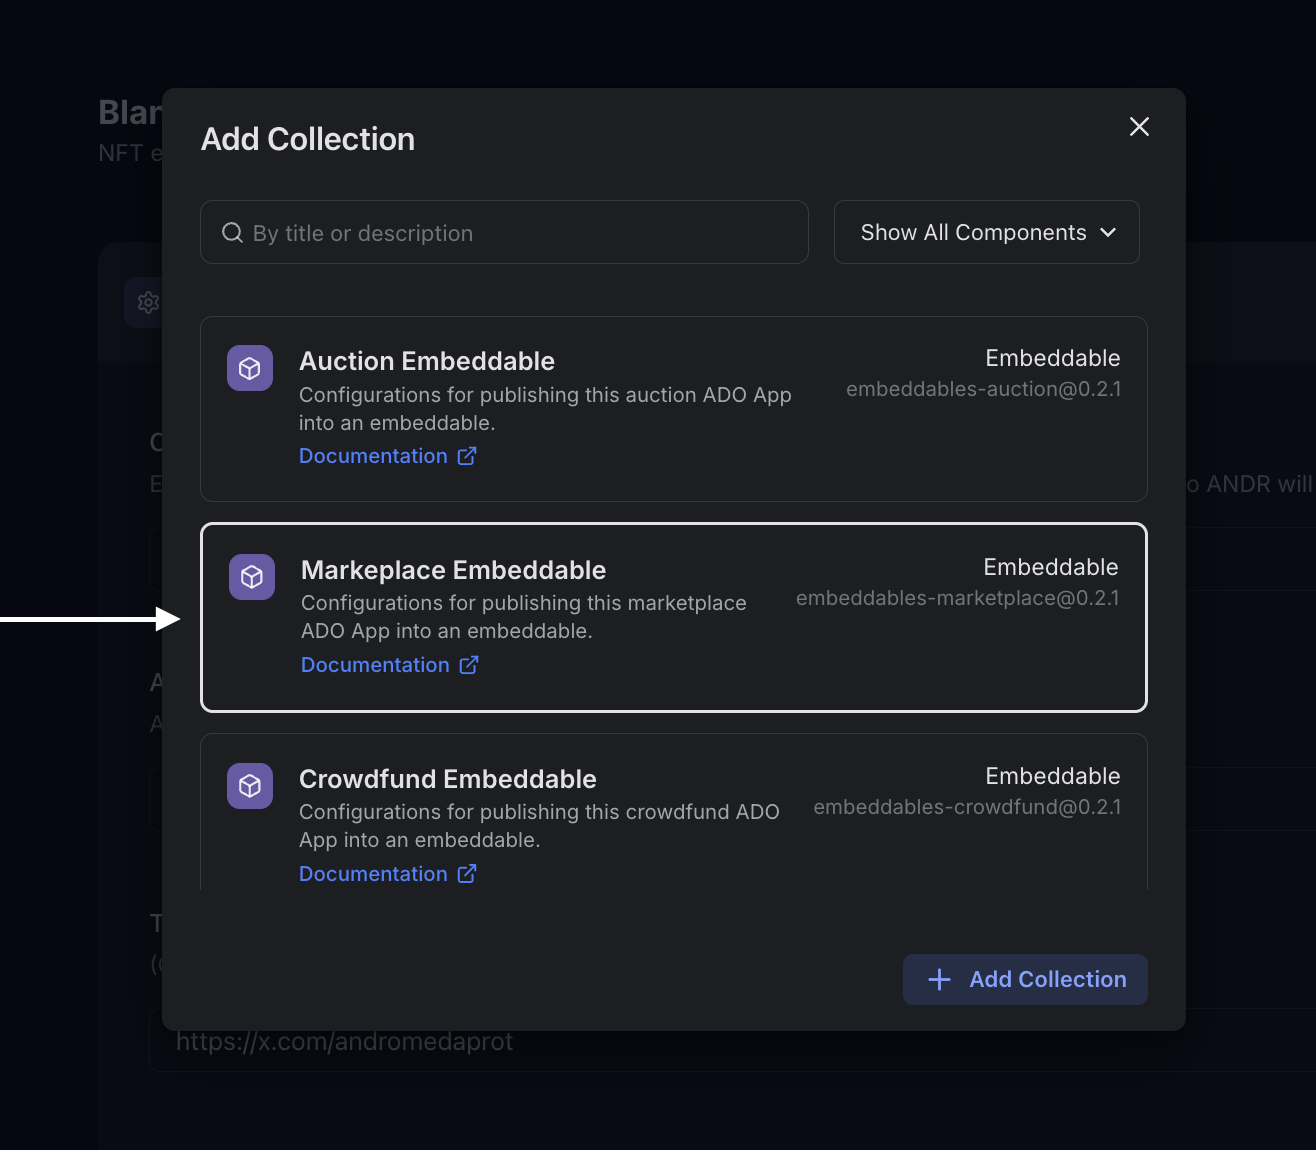 Blan
NFT e
Add Collection
By title or description
Show All Components
Auction Embeddable
Embeddable
Configurations for publishing this auction ADO App
embeddables-auction@0.2.1
into an embeddable.
Documentation
o ANDR will
Markeplace Embeddable
Embeddable
Configurations for publishing this marketplace
embeddables-marketplace@0.2.1
ADO App into an embeddable.
Documentation
Crowdfund Embeddable
Embeddable
Configurations for publishing this crowdfund ADO
embeddables-crowdfund@0.2.1
App into an embeddable.
Documentation
Add Collection
https://x.com/andromedaprot